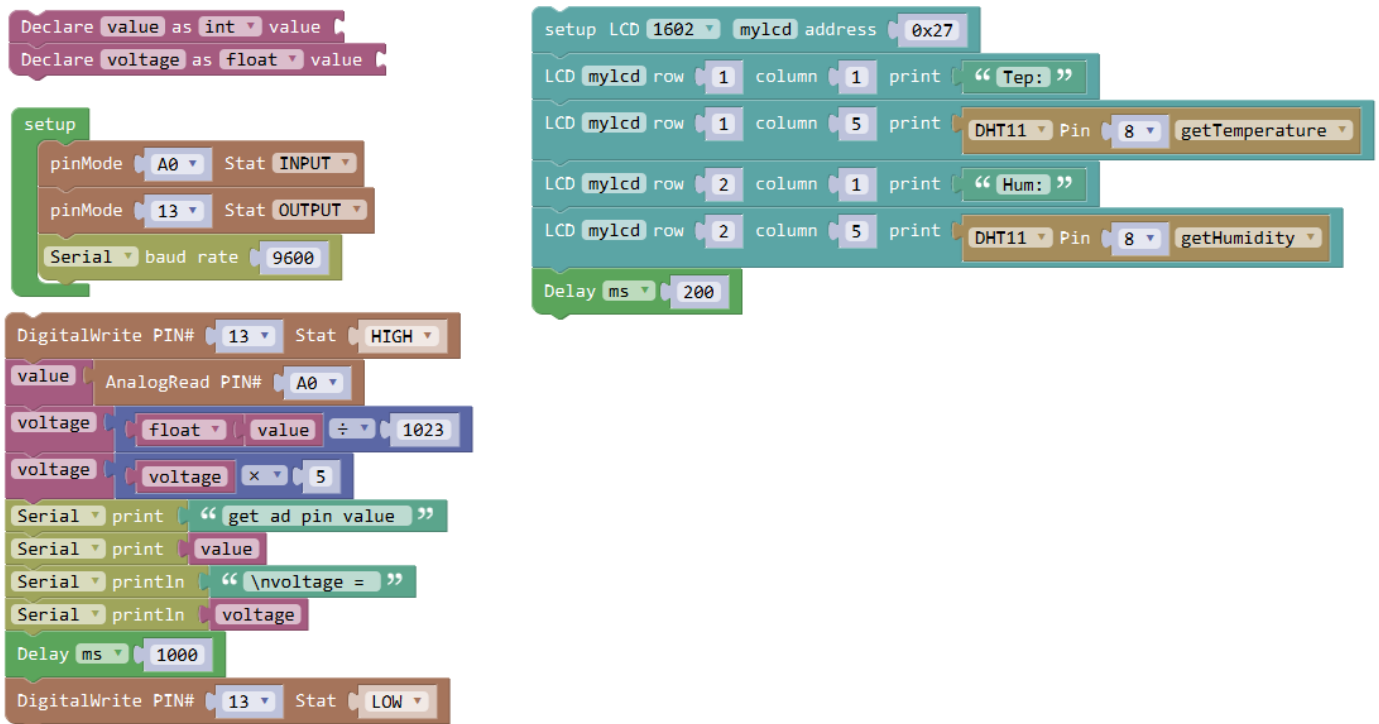 Declare value as int value
Declare voltage as float value
setup
pinMode A0 Stat INPUT
pinMode 13 Stat OUTPUT
Serial baud rate 9600
DigitalWrite PIN# 13 Stat HIGH
value AnalogRead PIN# A0
voltage float value ÷ 1023
voltage voltage × 5
Serial print “ get ad pin value ”
Serial print value
Serial println “ \nvoltage = ”
Serial println voltage
Delay ms 1000
DigitalWrite PIN# 13 Stat LOW
setup LCD 1602 mylcd address 0x27
LCD mylcd row 1 column 1 print “ Tep: ”
LCD mylcd row 1 column 5 print DHT11 Pin 8 getTemperature
LCD mylcd row 2 column 1 print “ Hum: ”
LCD mylcd row 2 column 5 print DHT11 Pin 8 getHumidity
Delay ms 200